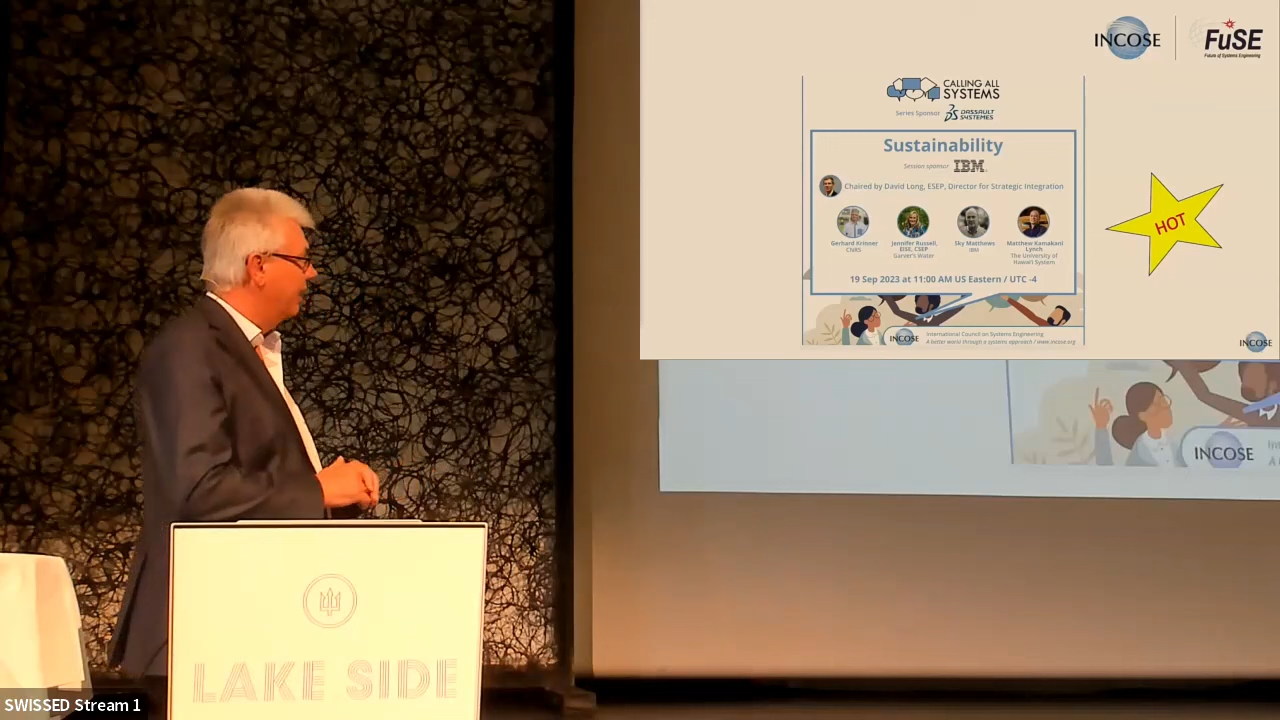 INCOSE
FuSE
Future of Systems Engineering
CALLING ALL
SYSTEMS
Series Sponsor
DASSAULT
SYSTEMES
Sustainability
Session sponsor
IBM
Chaired by David Long, ESEP, Director for Strategic Integration
Gerhard Krinner
CNRS
Jennifer Russell,
EISE, CSEP
Garver's Water
Sky Matthews
IBM
Matthew Kamakani
Lynch
The University of
Hawai'i System
19 Sep 2023 at 11:00 AM US Eastern / UTC -4
HOT
INCOSE
International Council on Systems Engineering
A better world through a systems approach / www.incose.org
INCOSE
INCOSE
LAKE SIDE
SWISSED Stream 1